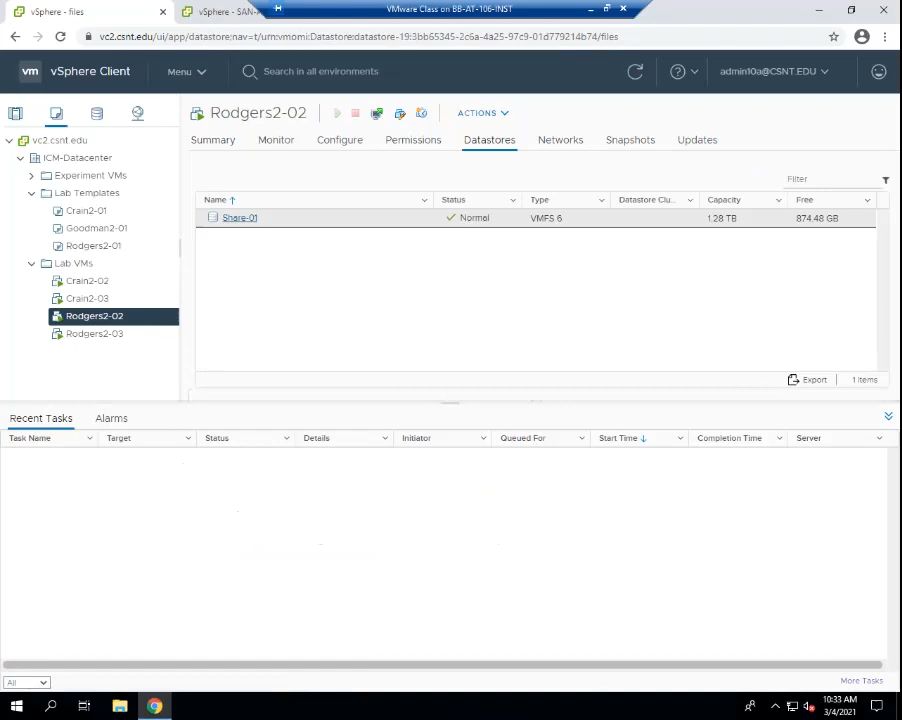 vSphere - files
vSphere - SAN-A
VMware Class on BB-AT-106-INST
vc2.csnt.edu/ui/app/datastore;nav=t/urn:vmomi:Datastore:datastore-19:3bb65345-2c6a-4a25-97c9-01d779214b74/files
vm vSphere Client
Menu
Search in all environments
admin10a@CSNT.EDU
Rodgers2-02
ACTIONS
Summary Monitor Configure Permissions Datastores Networks Snapshots Updates
vc2.csnt.edu
ICM-Datacenter
Experiment VMs
Lab Templates
Crain2-01
Goodman2-01
Rodgers2-01
Lab VMs
Crain2-02
Crain2-03
Rodgers2-02
Rodgers2-03
Filter
Name Status Type Datastore Clu... Capacity Free
Share-01 Normal VMFS 6 1.28 TB 874.48 GB
Export 1 items
Recent Tasks Alarms
Task Name Target Status Details Initiator Queued For Start Time Completion Time Server
All
More Tasks
10:33 AM
3/4/2021